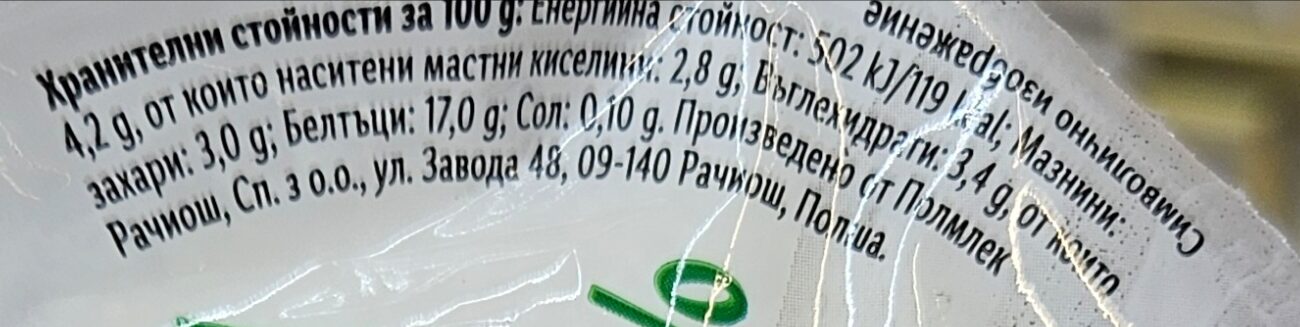 Хранителни стойности за 100 g: Енергийна стойност: 502 kJ/119 kcal; Мазнини:
4,2 g, от които наситени мастни киселини: 2,8 g; Въглехидрати: 3,4 g, от които
захари: 3,0 g; Белтъци: 17,0 g; Сол: 0,10 g. Произведено от Полмлек
Рачиош, Сп. з о.о., ул. Завода 48, 09-140 Рачиош, Полша.
Символично изображение